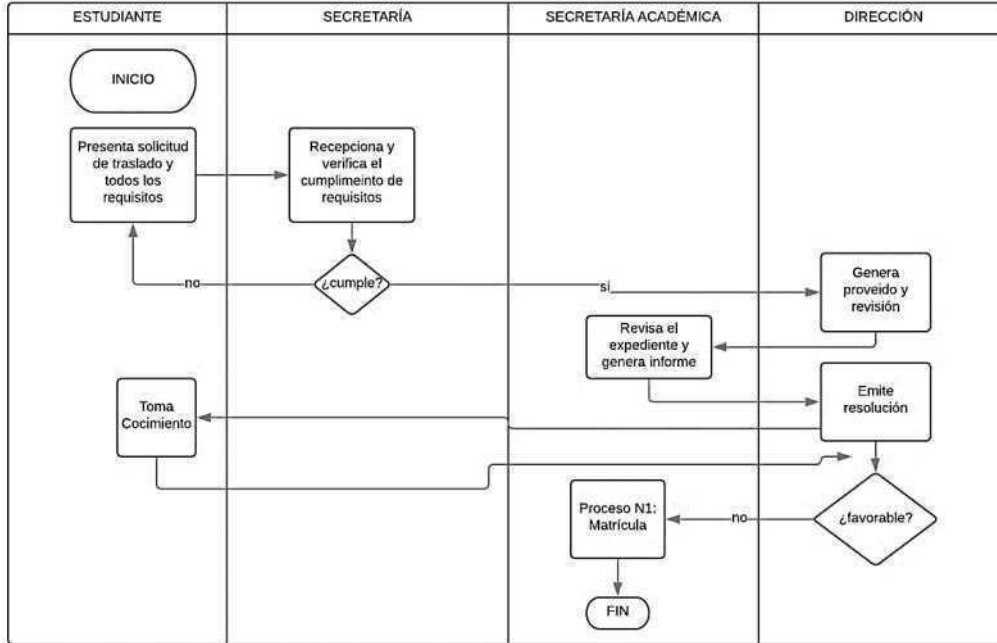 ESTUDIANTE
SECRETARÍA
SECRETARÍA ACADÉMICA
DIRECCIÓN
INICIO
Presenta solicitud
de traslado y
todos los
requisitos
Recepciona y
verifica el
cumplimeinto de
requisitos
¿cumple?
no
si
Genera
proveido y
revisión
Revisa el
expediente y
genera informe
Emite
resolución
Toma
Cocimiento
¿favorable?
no
Proceso N1:
Matrícula
FIN